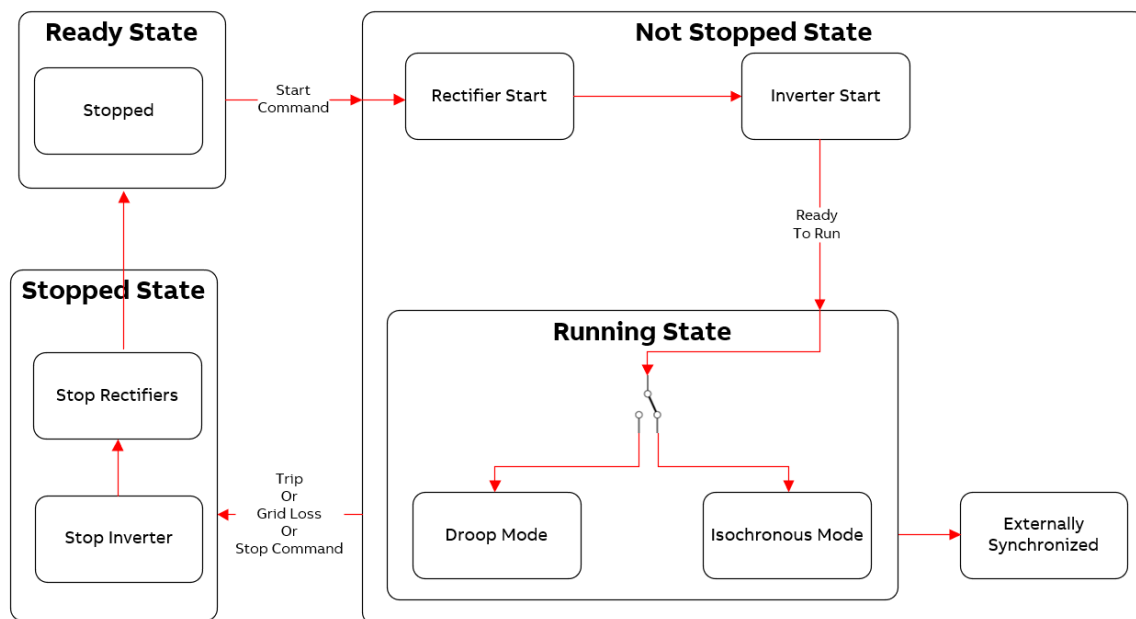 Ready State
Stopped
Start
Command
Not Stopped State
Rectifier Start
Inverter Start
Ready
To Run
Stopped State
Stop Rectifiers
Stop Inverter
Trip
Or
Grid Loss
Or
Stop Command
Running State
Droop Mode
Isochronous Mode
Externally
Synchronized